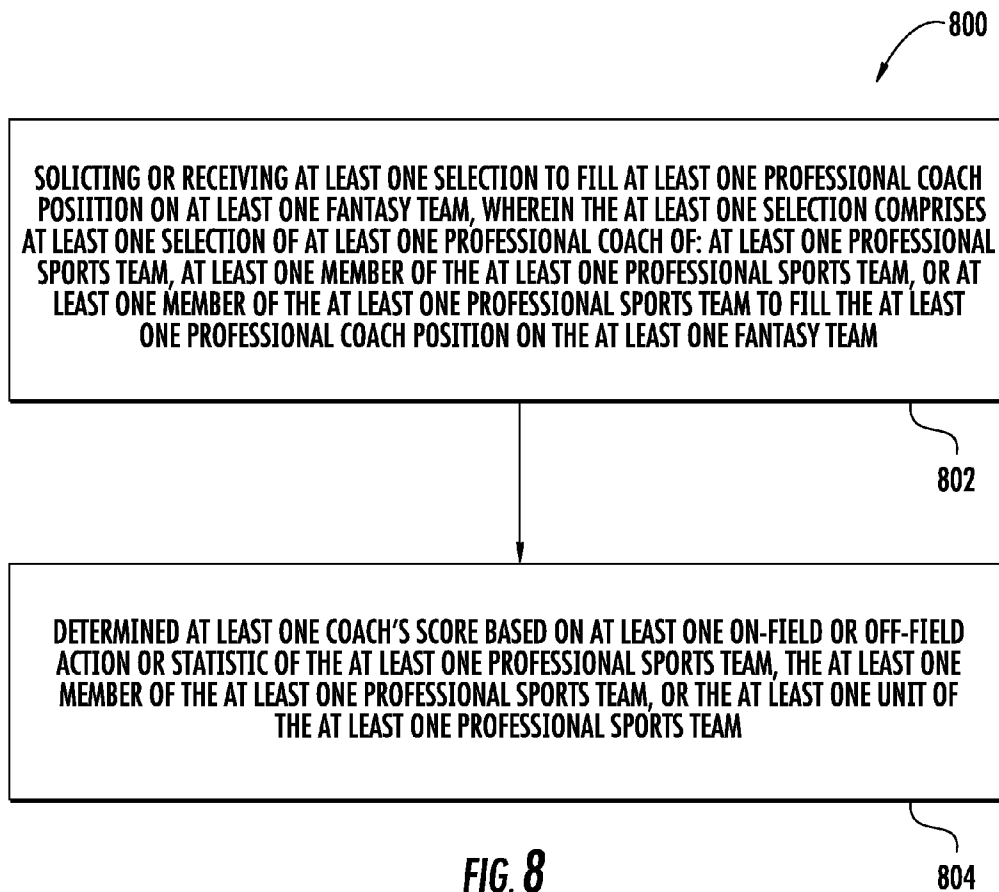 800
SOLICTING OR RECEIVING AT LEAST ONE SELECTION TO FILL AT LEAST ONE PROFESSIONAL COACH
POSIITION ON AT LEAST ONE FANTASY TEAM, WHEREIN THE AT LEAST ONE SELECTION COMPRISES
AT LEAST ONE SELECTION OF AT LEAST ONE PROFESSIONAL COACH OF: AT LEAST ONE PROFESSIONAL
SPORTS TEAM, AT LEAST ONE MEMBER OF THE AT LEAST ONE PROFESSIONAL SPORTS TEAM, OR AT
LEAST ONE MEMBER OF THE AT LEAST ONE PROFESSIONAL SPORTS TEAM TO FILL THE AT LEAST
ONE PROFESSIONAL COACH POSITION ON THE AT LEAST ONE FANTASY TEAM
802
DETERMINED AT LEAST ONE COACH'S SCORE BASED ON AT LEAST ONE ON-FIELD OR OFF-FIELD
ACTION OR STATISTIC OF THE AT LEAST ONE PROFESSIONAL SPORTS TEAM, THE AT LEAST ONE
MEMBER OF THE AT LEAST ONE PROFESSIONAL SPORTS TEAM, OR THE AT LEAST ONE UNIT OF
THE AT LEAST ONE PROFESSIONAL SPORTS TEAM
804
FIG. 8